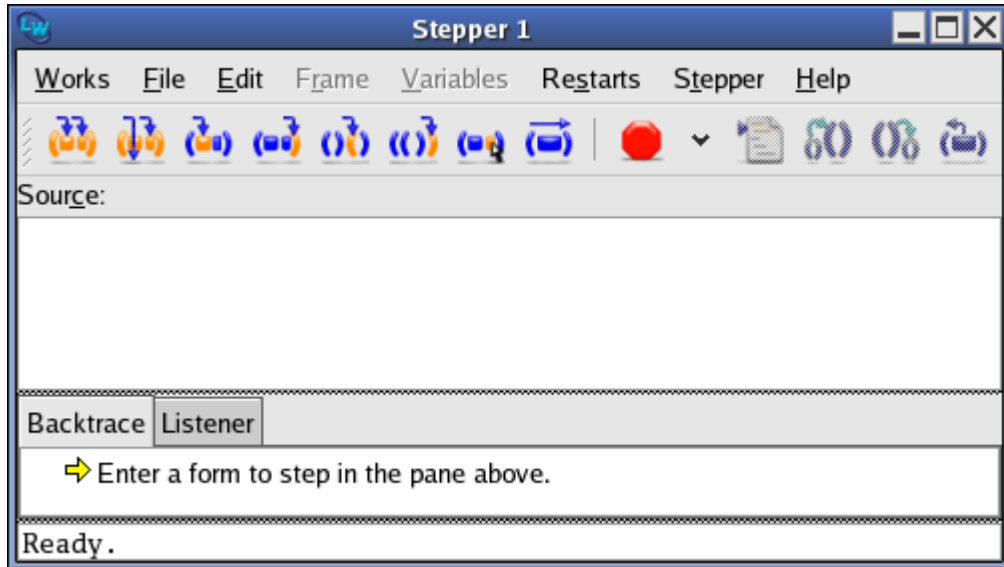 LW Stepper 1
Works File Edit Frame Variables Restarts Stepper Help
Source:
Backtrace Listener
Enter a form to step in the pane above.
Ready.